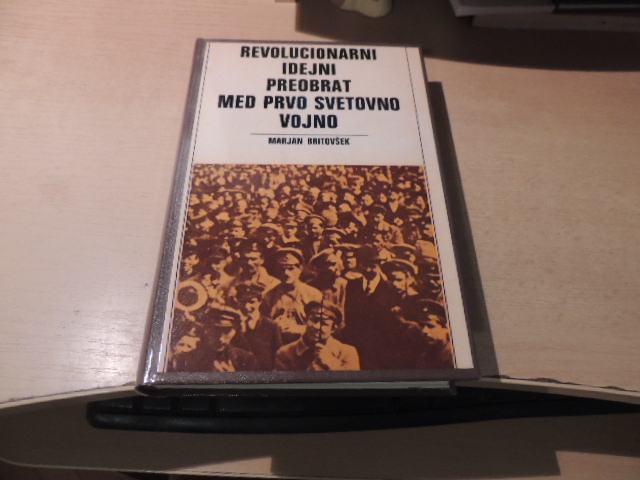 REVOLUCIONARNI
IDEJNI
PREOBRAT
MED PRVO SVETOVNO
VOJNO
MARJAN BRITOVŠEK